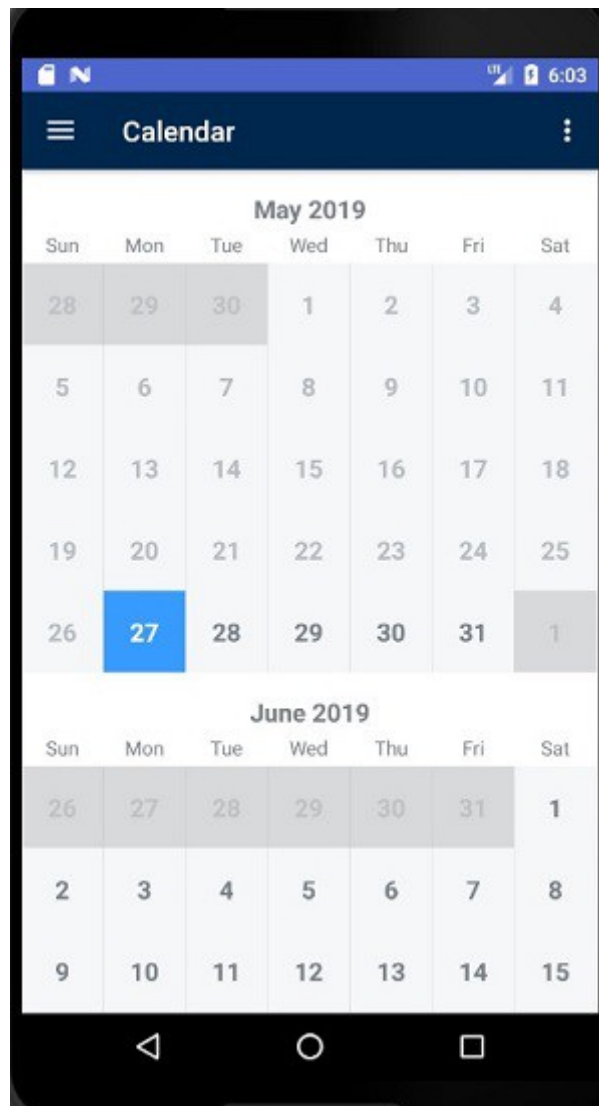 LTE 6:03
Calendar
May 2019
Sun Mon Tue Wed Thu Fri Sat
28 29 30 1 2 3 4
5 6 7 8 9 10 11
12 13 14 15 16 17 18
19 20 21 22 23 24 25
26 27 28 29 30 31 1
June 2019
Sun Mon Tue Wed Thu Fri Sat
26 27 28 29 30 31 1
2 3 4 5 6 7 8
9 10 11 12 13 14 15